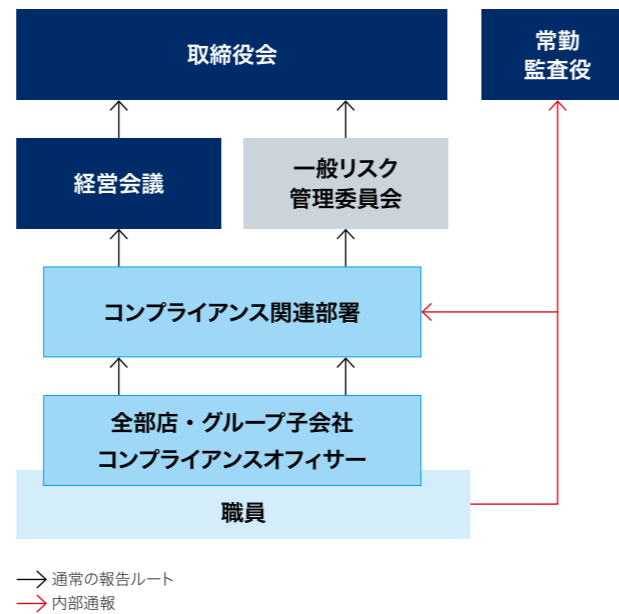 取締役会
常勤
監査役
経営会議
一般リスク
管理委員会
コンプライアンス関連部署
全部店・グループ子会社
コンプライアンスオフィサー
職員
通常の報告ルート
内部通報